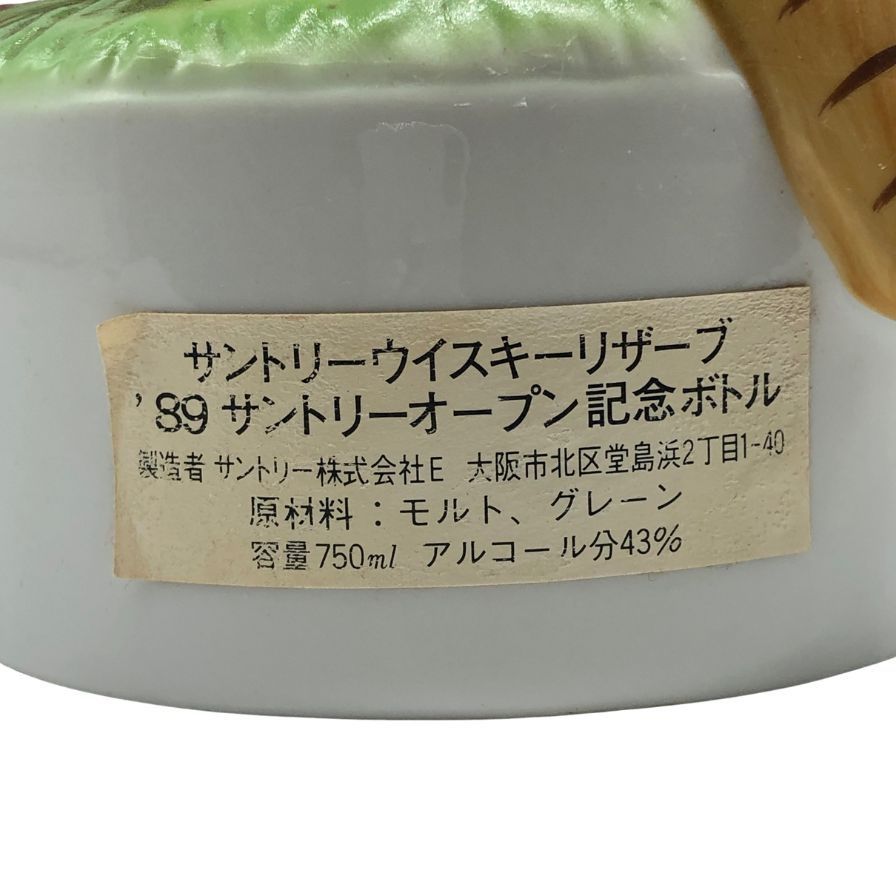 サントリーウイスキーリザーブ
'89 サントリーオープン記念ボトル
製造者 サントリー株式会社E 大阪市北区堂島浜2丁目1-40
原材料：モルト、グレーン
容量750ml アルコール分43%